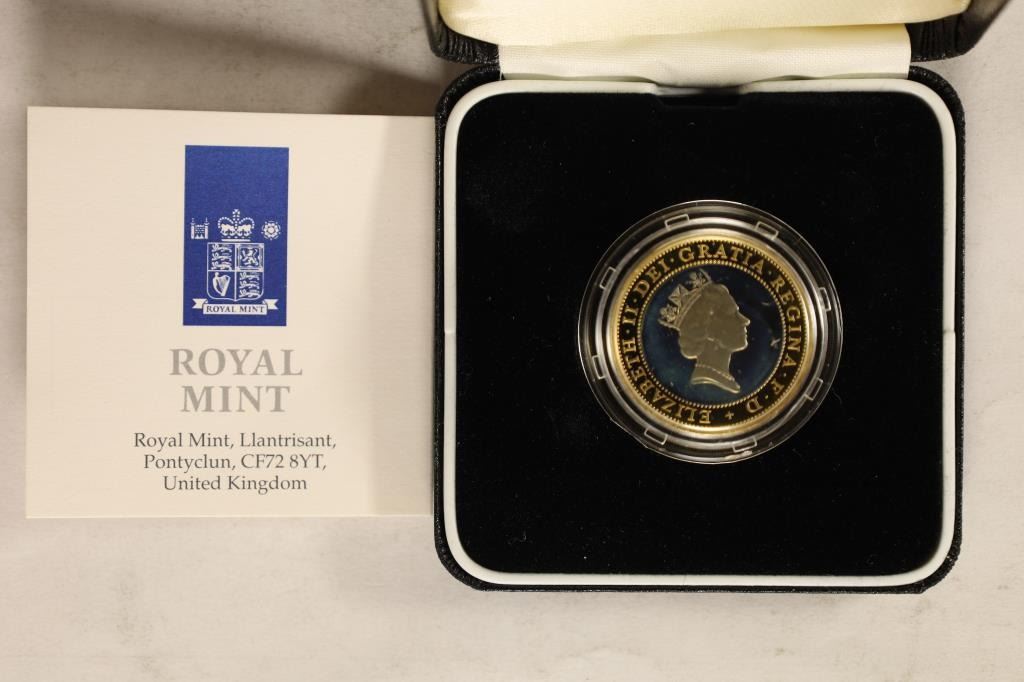 ROYAL MINT
ROYAL
MINT
Royal Mint, Llantrisant,
Pontyclun, CF72 8YT,
United Kingdom
ELIZABETH·II·DEI·GRATIA·REGINA·F·D·+